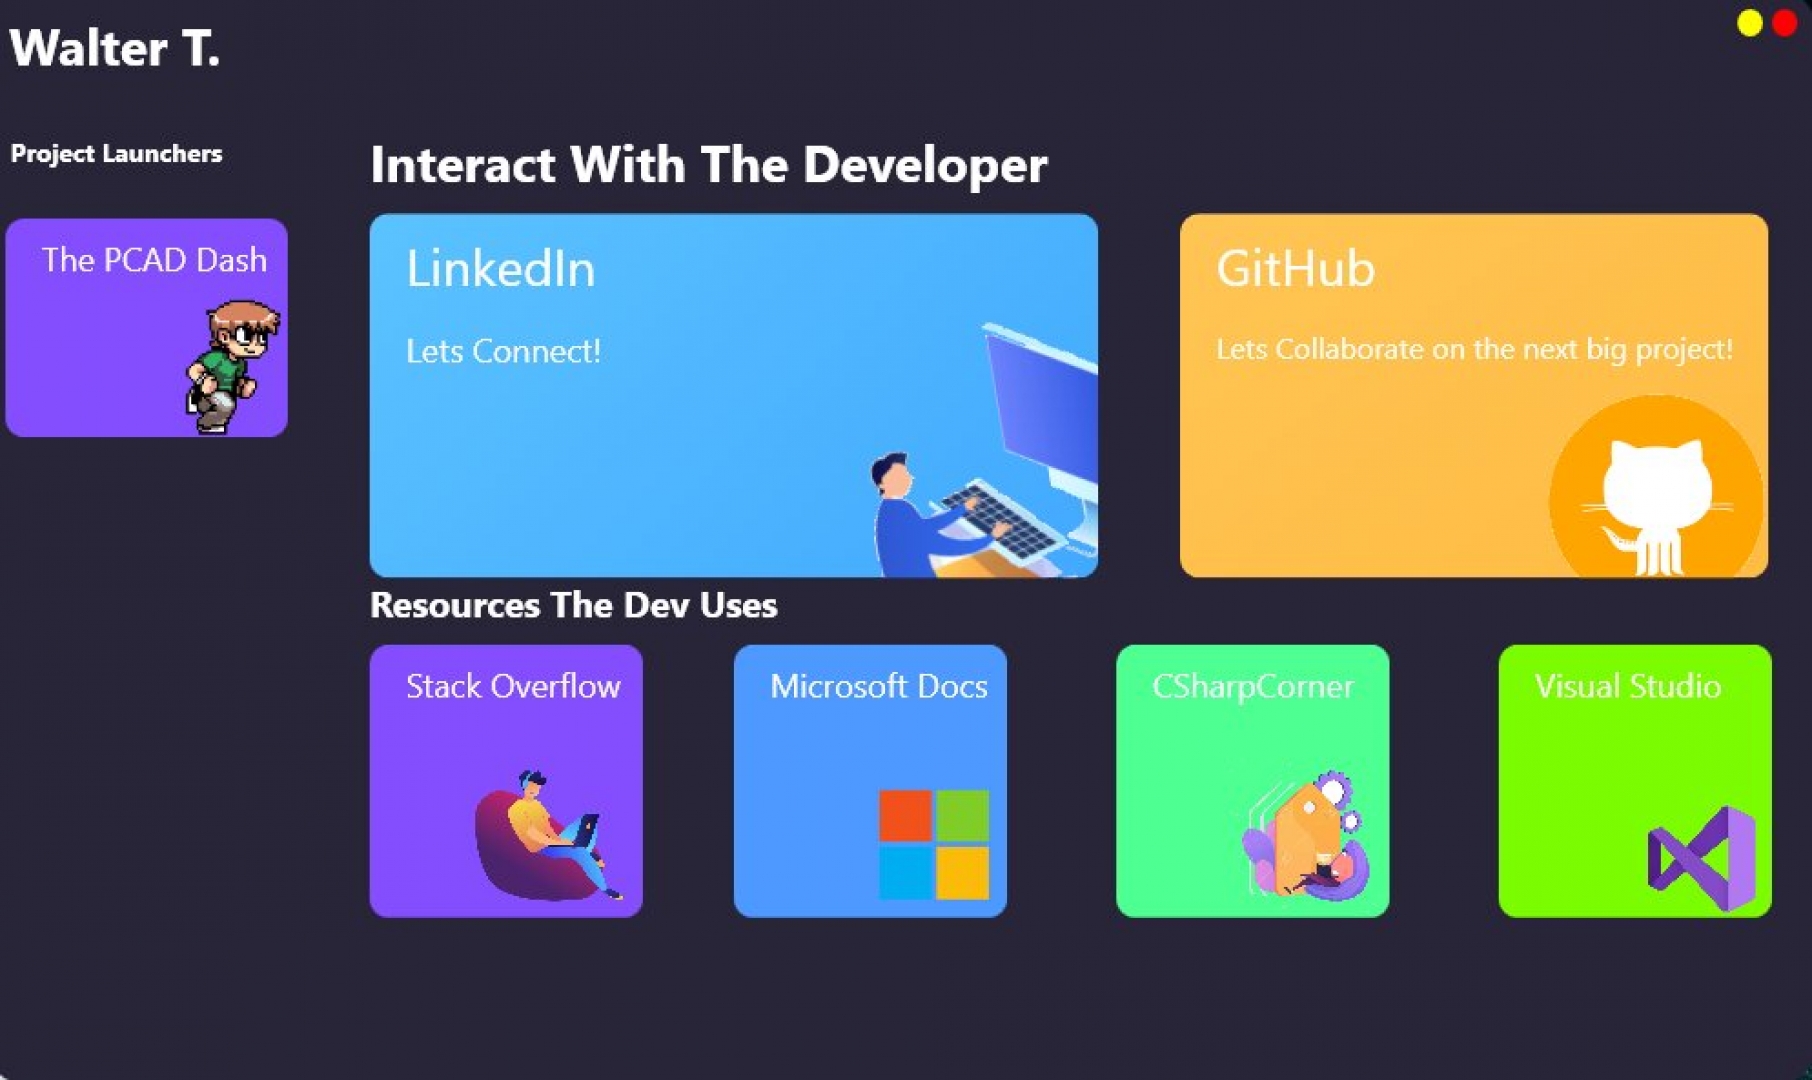 Walter T.
Project Launchers
The PCAD Dash
Interact With The Developer
LinkedIn
Lets Connect!
GitHub
Lets Collaborate on the next big project!
Resources The Dev Uses
Stack Overflow
Microsoft Docs
CSharpCorner
Visual Studio